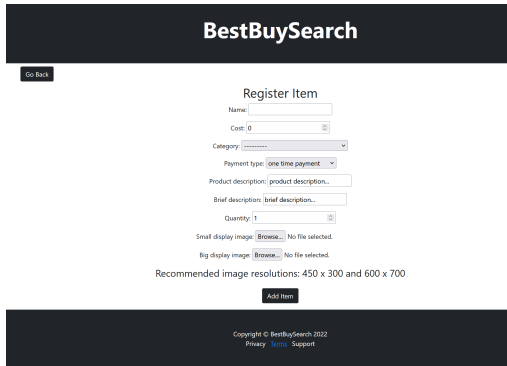 BestBuySearch
Go Back
Register Item
Name:
Cost: 0
Category: ---------
Payment type: one time payment
Product description: product description...
Brief description: brief description...
Quantity: 1
Small display image: Browse... No file selected.
Big display image: Browse... No file selected.
Recommended image resolutions: 450 x 300 and 600 x 700
Add Item
Copyright © BestBuySearch 2022
Privacy Terms Support